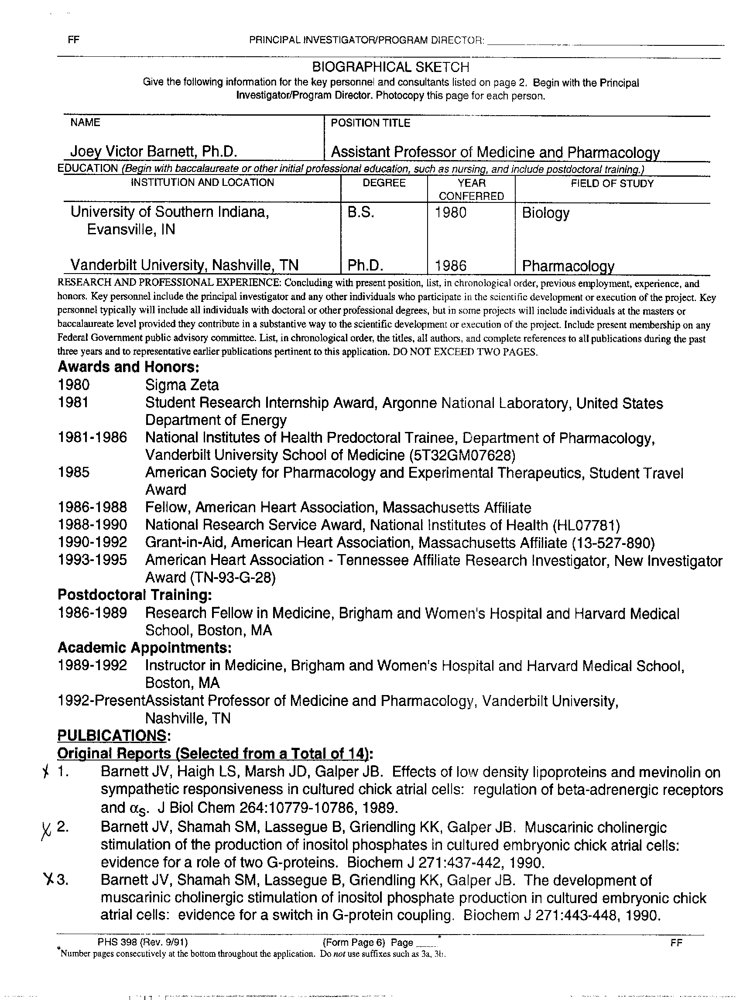 FF
PRINCIPAL INVESTIGATOR/PROGRAM DIRECTOR:
BIOGRAPHICAL SKETCH
Give the following information for the key personnel and consultants listed on page 2. Begin with the Principal
Investigator/Program Director. Photocopy this page for each person.
NAME
POSITION TITLE
Joey Victor Barnett, Ph.D.
Assistant Professor of Medicine and Pharmacology
EDUCATION (Begin with baccalaureate or other initial professional education, such as nursing, and include postdoctoral training.)
INSTITUTION AND LOCATION
DEGREE
YEAR
CONFERRED
FIELD OF STUDY
University of Southern Indiana,
Evansville, IN
B.S.
1980
Biology
Vanderbilt University, Nashville, TN
Ph.D.
1986
Pharmacology
RESEARCH AND PROFESSIONAL EXPERIENCE: Concluding with present position, list, in chronological order, previous employment, experience, and
honors. Key personnel include the principal investigator and any other individuals who participate in the scientific development or execution of the project. Key
personnel typically will include all individuals with doctoral or other professional degrees, but in some projects will include individuals at the masters or
baccalaureate level provided they contribute in a substantive way to the scientific development or execution of the project. Include present membership on any
Federal Government public advisory committee. List, in chronological order, the titles, all authors, and complete references to all publications during the past
three years and to representative earlier publications pertinent to this application. DO NOT EXCEED TWO PAGES.
Awards and Honors:
1980 Sigma Zeta
1981 Student Research Internship Award, Argonne National Laboratory, United States
Department of Energy
1981-1986 National Institutes of Health Predoctoral Trainee, Department of Pharmacology,
Vanderbilt University School of Medicine (5T32GM07628)
1985 American Society for Pharmacology and Experimental Therapeutics, Student Travel
Award
1986-1988 Fellow, American Heart Association, Massachusetts Affiliate
1988-1990 National Research Service Award, National Institutes of Health (HL07781)
1990-1992 Grant-in-Aid, American Heart Association, Massachusetts Affiliate (13-527-890)
1993-1995 American Heart Association - Tennessee Affiliate Research Investigator, New Investigator
Award (TN-93-G-28)
Postdoctoral Training:
1986-1989 Research Fellow in Medicine, Brigham and Women's Hospital and Harvard Medical
School, Boston, MA
Academic Appointments:
1989-1992 Instructor in Medicine, Brigham and Women's Hospital and Harvard Medical School,
Boston, MA
1992-PresentAssistant Professor of Medicine and Pharmacology, Vanderbilt University,
Nashville, TN
PULBICATIONS:
Original Reports (Selected from a Total of 14):
1. Barnett JV, Haigh LS, Marsh JD, Galper JB. Effects of low density lipoproteins and mevinolin on
sympathetic responsiveness in cultured chick atrial cells: regulation of beta-adrenergic receptors
and αs. J Biol Chem 264:10779-10786, 1989.
2. Barnett JV, Shamah SM, Lassegue B, Griendling KK, Galper JB. Muscarinic cholinergic
stimulation of the production of inositol phosphates in cultured embryonic chick atrial cells:
evidence for a role of two G-proteins. Biochem J 271:437-442, 1990.
3. Barnett JV, Shamah SM, Lassegue B, Griendling KK, Galper JB. The development of
muscarinic cholinergic stimulation of inositol phosphate production in cultured embryonic chick
atrial cells: evidence for a switch in G-protein coupling. Biochem J 271:443-448, 1990.
PHS 398 (Rev. 9/91)
(Form Page 6) Page ____*
FF
*Number pages consecutively at the bottom throughout the application. Do not use suffixes such as 3a, 3b.